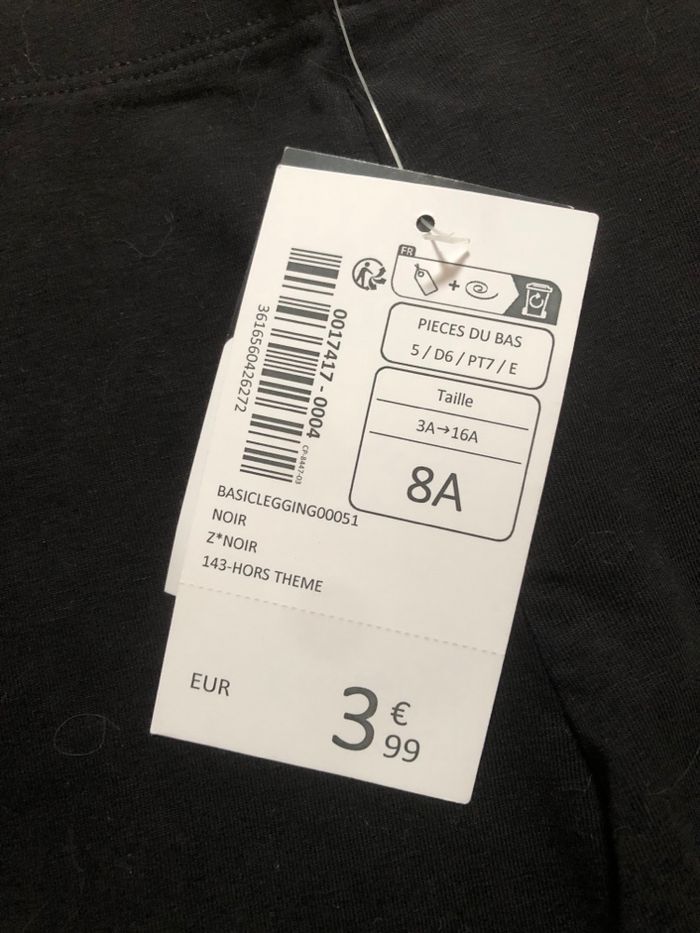 FR
+
PIECES DU BAS
5 / D6 / PT7 / E
Taille
3A→16A
8A
0017417 - 0004
CP-8447-03
3616560426272
BASICLEGGING00051
NOIR
Z*NOIR
143-HORS THEME
EUR
3 €
99